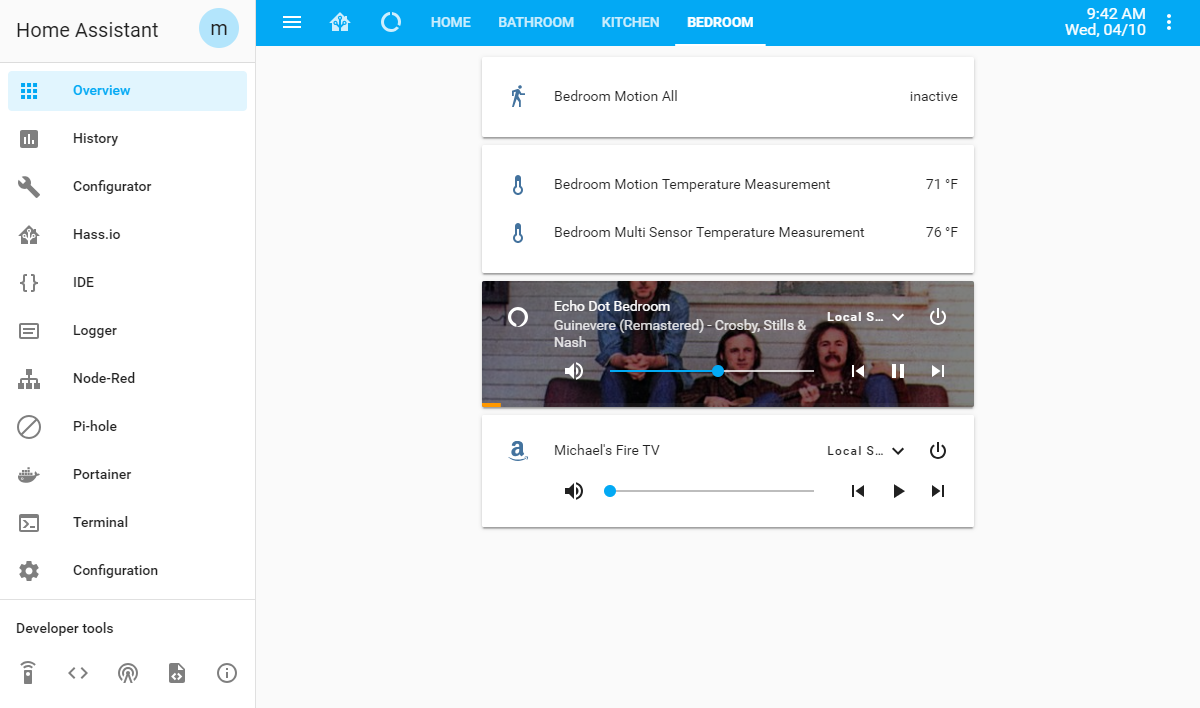 Home Assistant
m
HOME
BATHROOM
KITCHEN
BEDROOM
9:42 AM
Wed, 04/10
Overview
History
Configurator
Hass.io
IDE
Logger
Node-Red
Pi-hole
Portainer
Terminal
Configuration
Developer tools
Bedroom Motion All
inactive
Bedroom Motion Temperature Measurement
71 °F
Bedroom Multi Sensor Temperature Measurement
76 °F
Echo Dot Bedroom
Guinevere (Remastered) - Crosby, Stills &
Nash
Local S...
Michael's Fire TV
Local S...